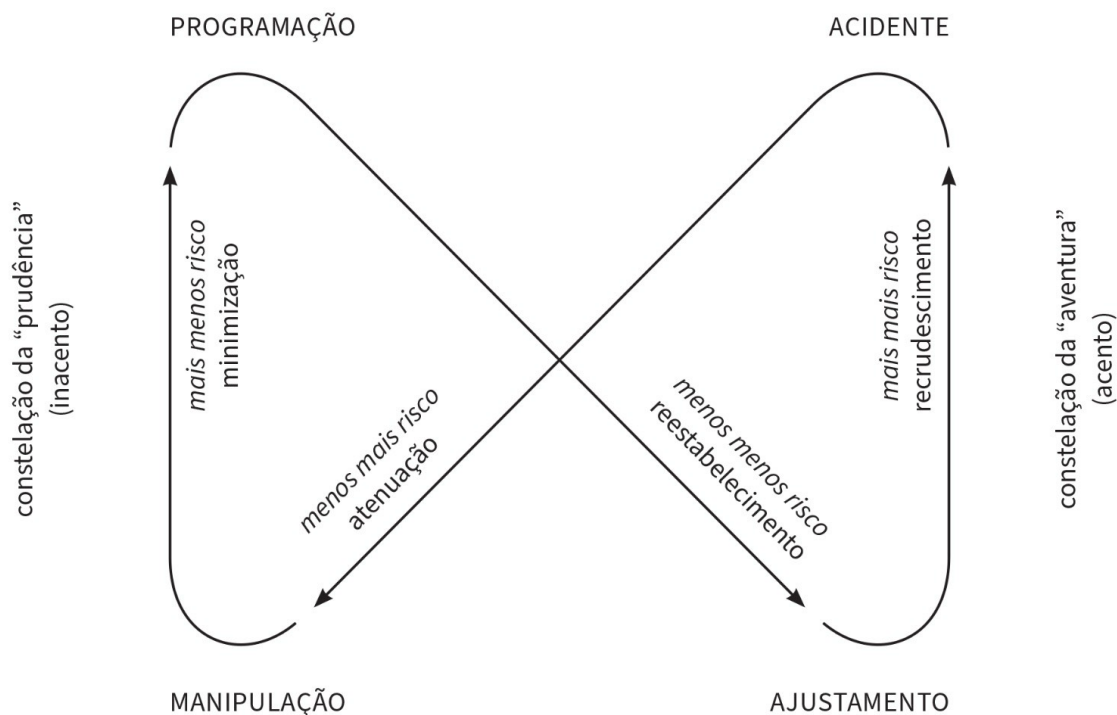 PROGRAMAÇÃO
ACIDENTE
constelação da “prudência”
(inacento)
mais menos risco
minimização
menos mais risco
atenuação
menos menos risco
reestabelecimento
mais mais risco
recrudescimento
constelação da “aventura”
(acento)
MANIPULAÇÃO
AJUSTAMENTO